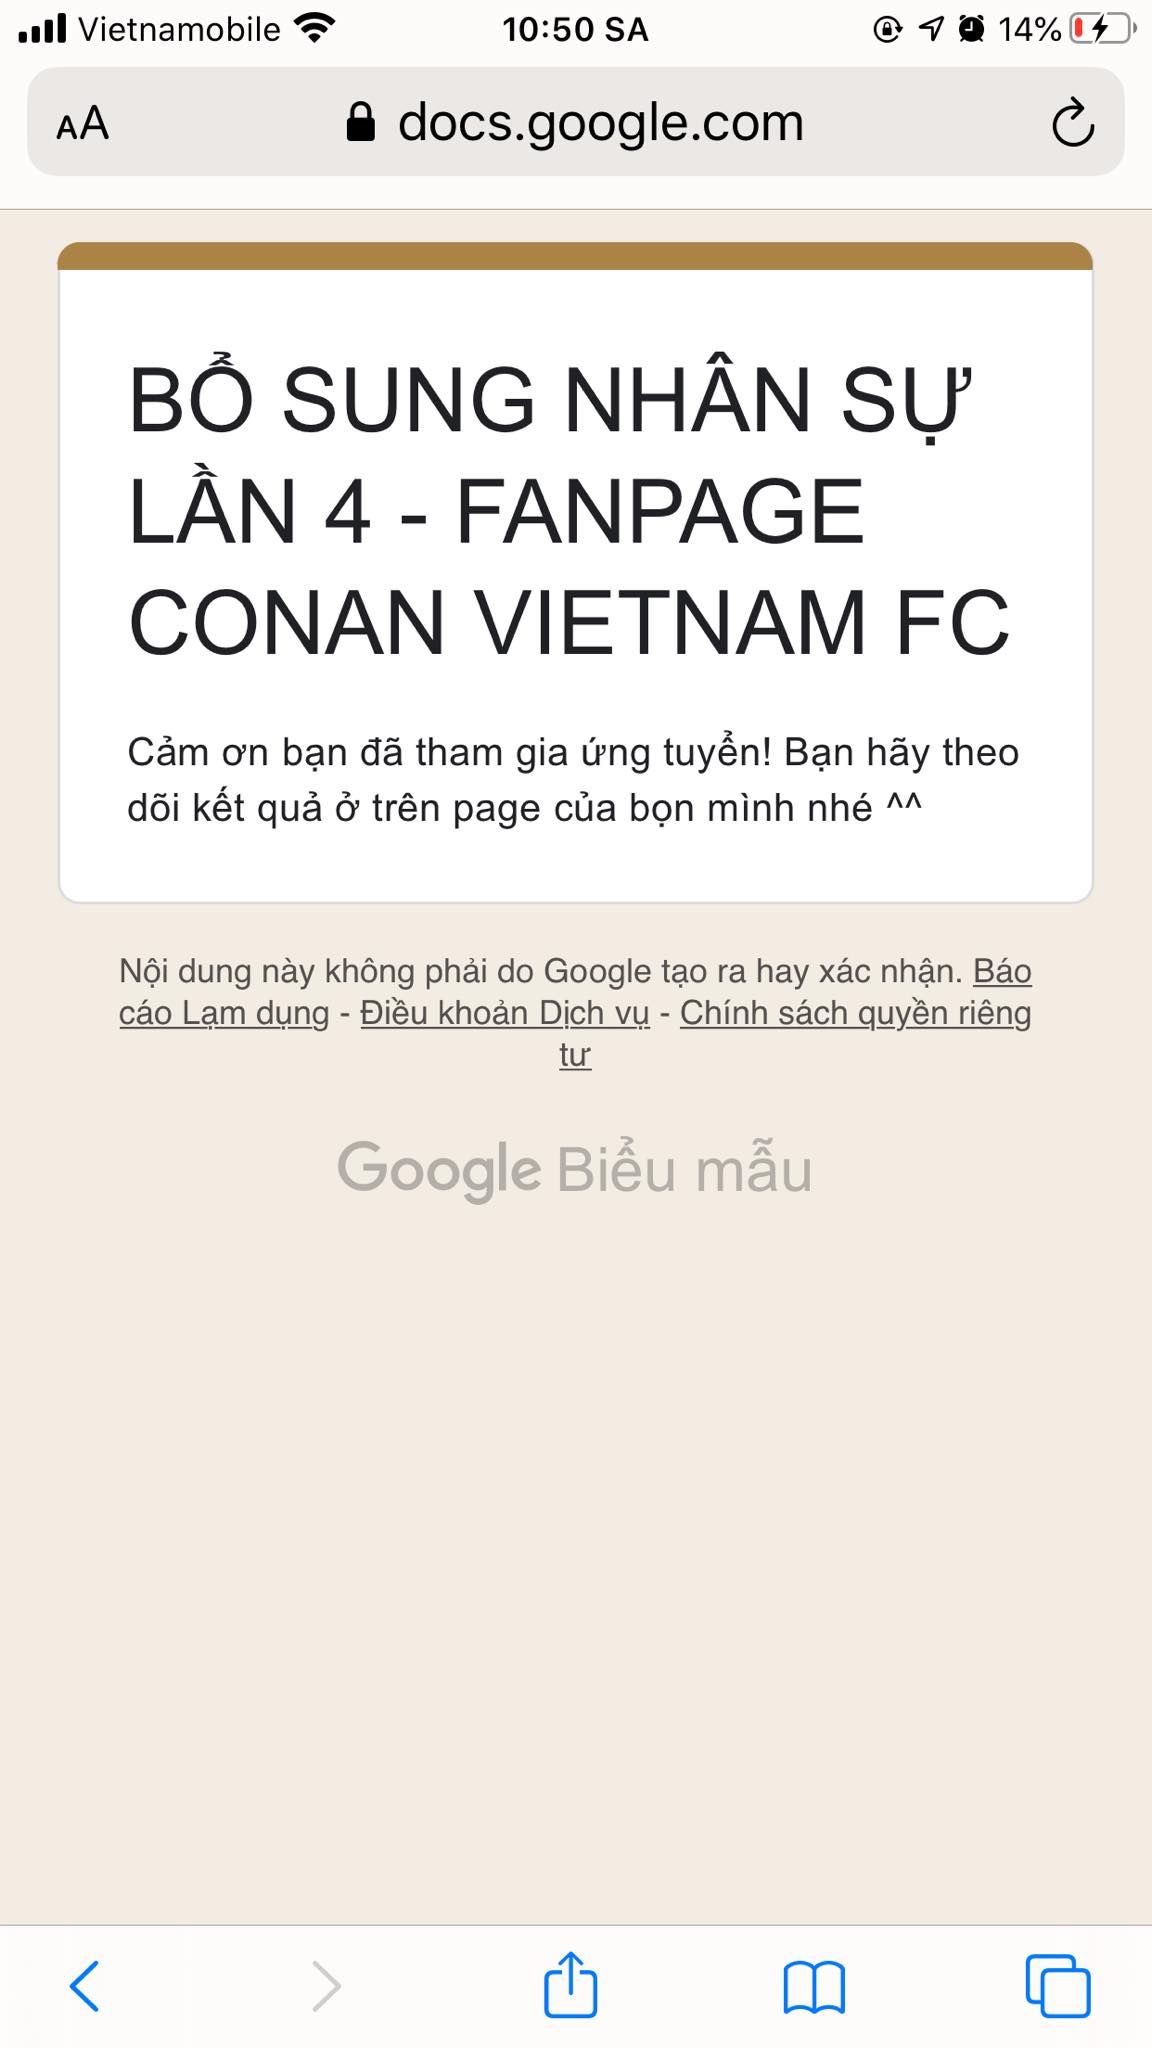 Vietnamobile 10:50 SA 14%
AA docs.google.com
BỔ SUNG NHÂN SỰ
LẦN 4 - FANPAGE
CONAN VIETNAM FC
Cảm ơn bạn đã tham gia ứng tuyển! Bạn hãy theo
dõi kết quả ở trên page của bọn mình nhé ^^
Nội dung này không phải do Google tạo ra hay xác nhận. Báo
cáo Lạm dụng - Điều khoản Dịch vụ - Chính sách quyền riêng
tư
Google Biểu mẫu